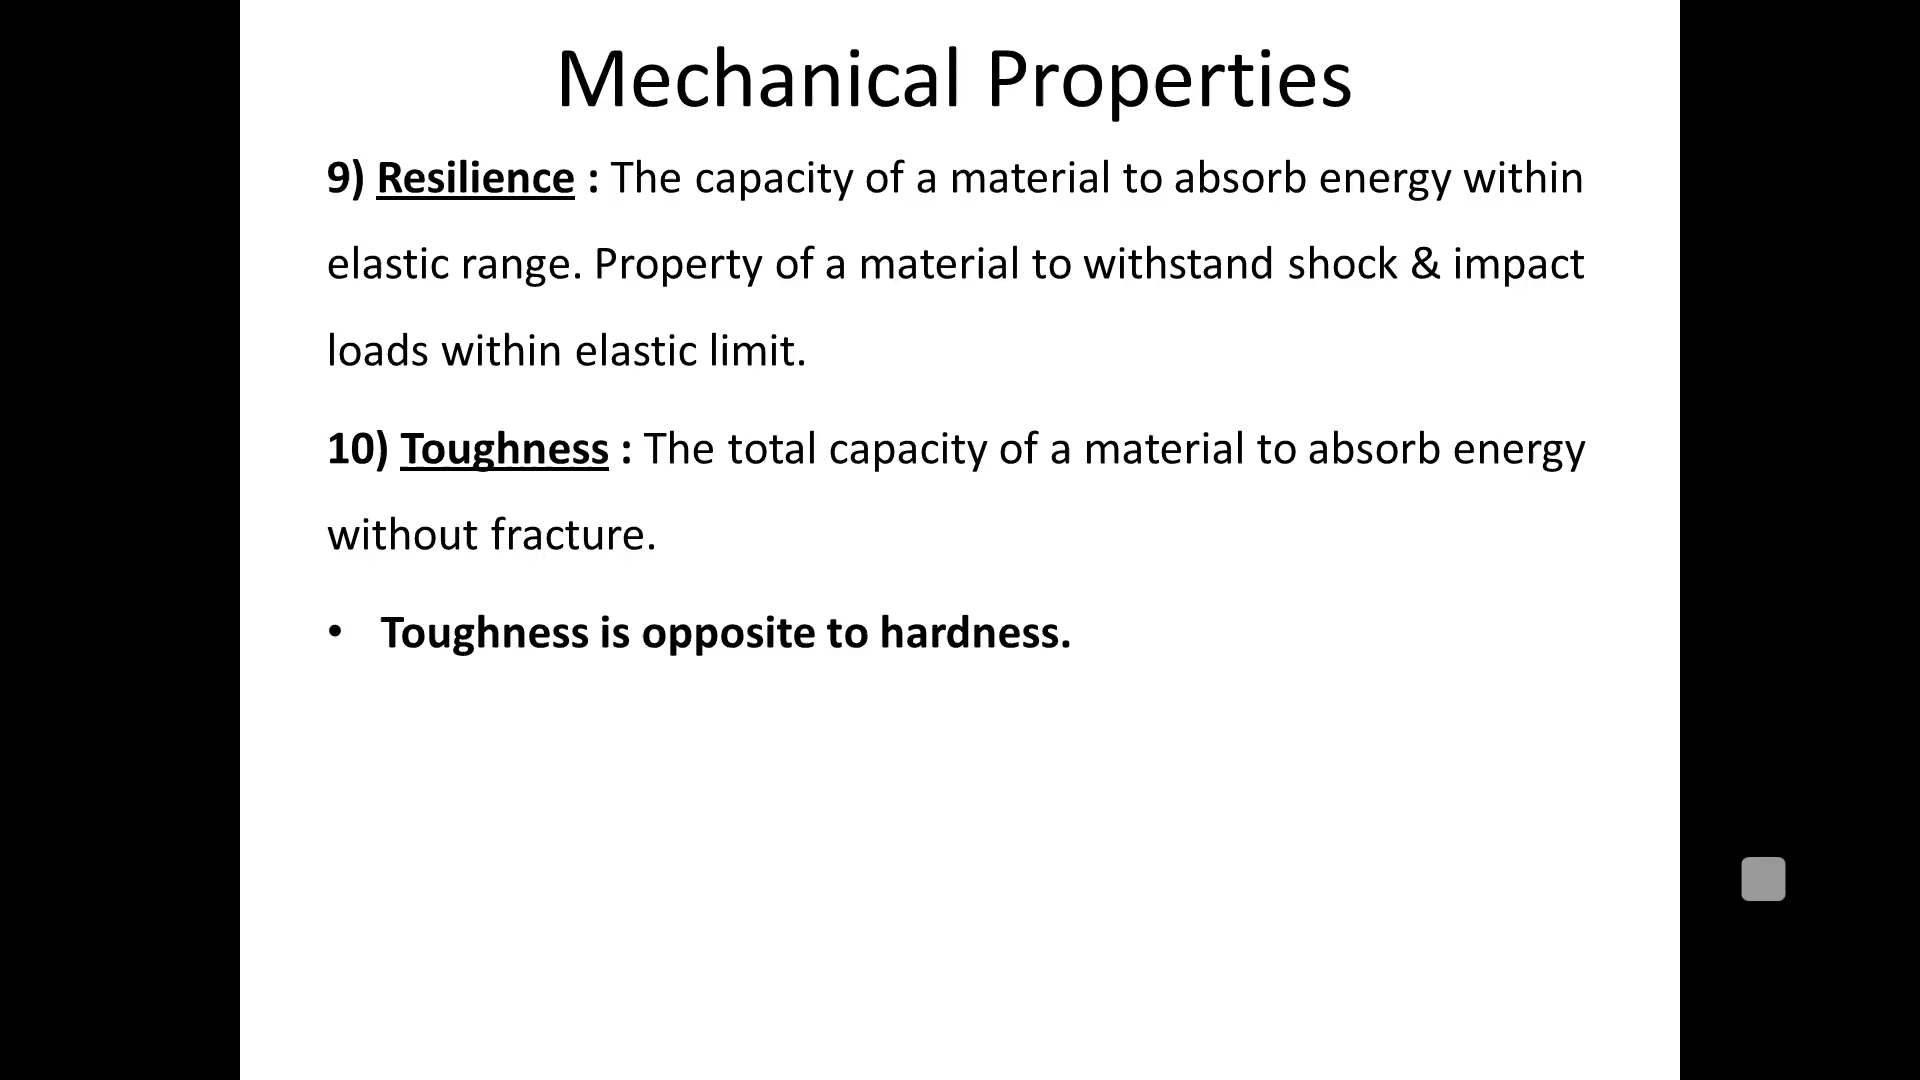 Mechanical Properties
9) Resilience : The capacity of a material to absorb energy within
elastic range. Property of a material to withstand shock & impact
loads within elastic limit.
10) Toughness : The total capacity of a material to absorb energy
without fracture.
• Toughness is opposite to hardness.